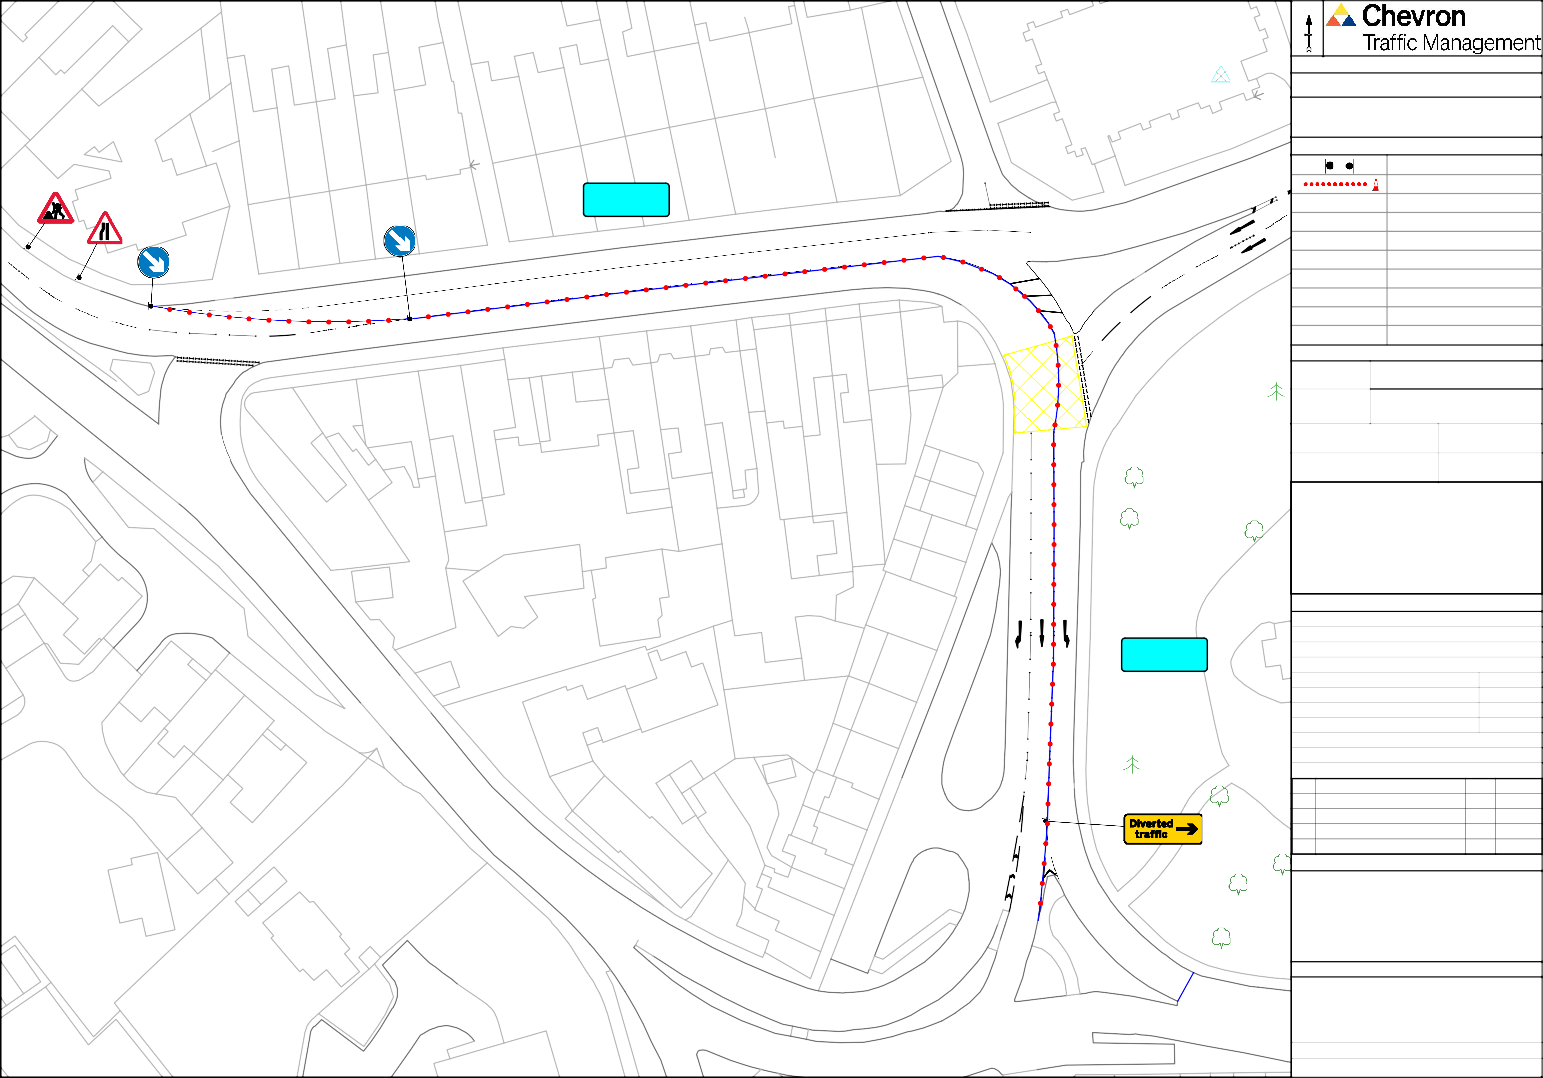 Chevron
Traffic Management
Diverted
traffic